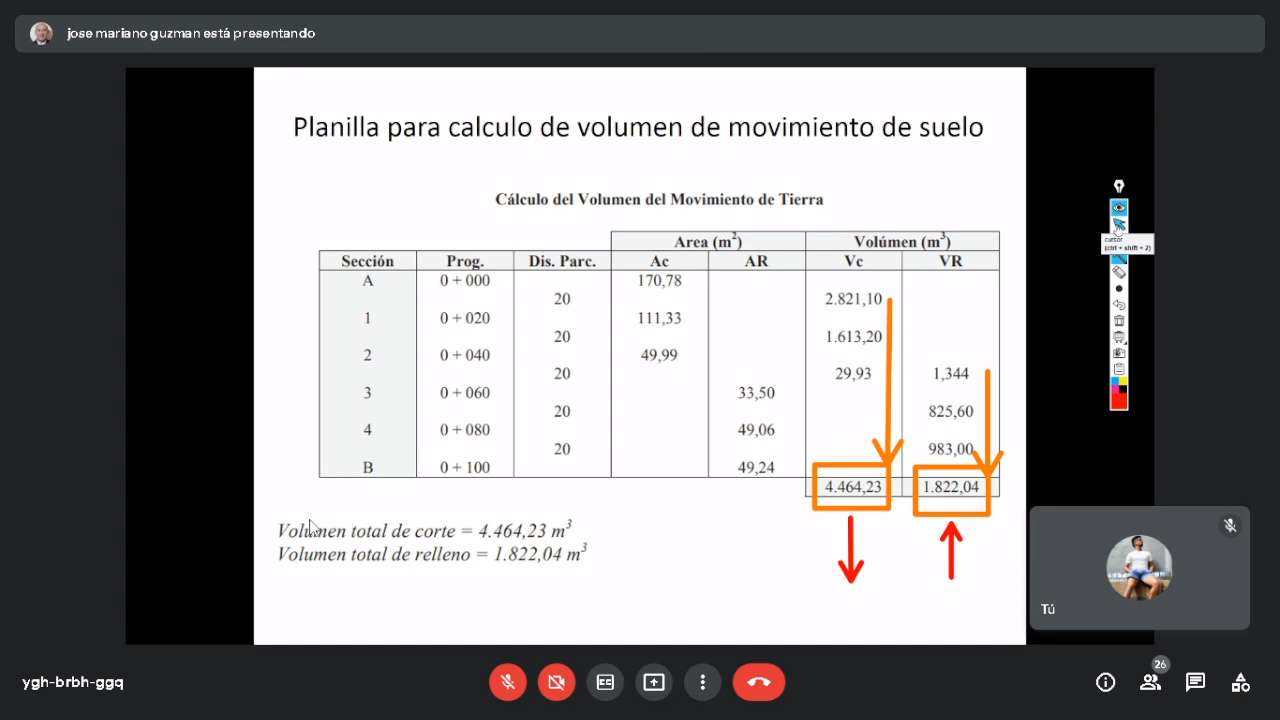 jose mariano guzman está presentando
Planilla para calculo de volumen de movimiento de suelo
Cálculo del Volumen del Movimiento de Tierra
Area (m²) Volúmen (m³)
Sección Prog. Dis. Parc. Ac AR Vc VR
A 0 + 000 170,78
20 2.821,10
1 0 + 020 111,33
20 1.613,20
2 0 + 040 49,99
20 29,93 1,344
3 0 + 060 33,50
20 825,60
4 0 + 080 49,06
20 983,00
B 0 + 100 49,24
4.464,23 1.822,04
Volumen total de corte = 4.464,23 m³
Volumen total de relleno = 1.822,04 m³
cursor
(ctrl + shift + 2)
Tú
ygh-brbh-ggq
26